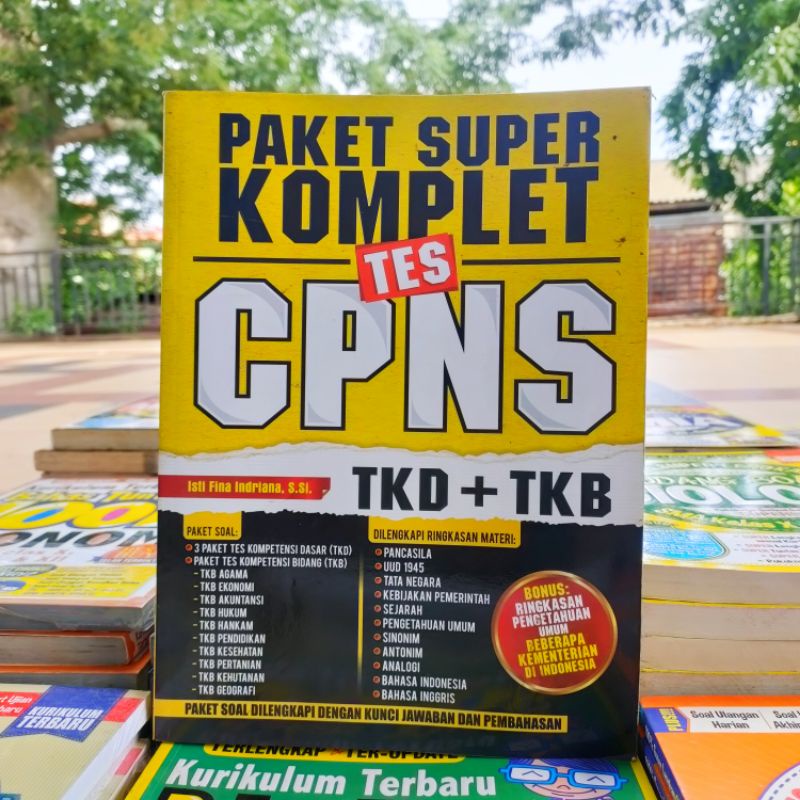 PAKET SUPER
KOMPLET
TES
CPNS
Isti Fina Indriana, S.Si.
TKD + TKB
PAKET SOAL:
3 PAKET TES KOMPETENSI DASAR (TKD)
PAKET TES KOMPETENSI BIDANG (TKB)
- TKB AGAMA
- TKB EKONOMI
- TKB AKUNTANSI
- TKB HUKUM
- TKB HANKAM
- TKB PENDIDIKAN
- TKB KESEHATAN
- TKB PERTANIAN
- TKB KEHUTANAN
- TKB GEOGRAFI
DILENGKAPI RINGKASAN MATERI:
PANCASILA
UUD 1945
TATA NEGARA
KEBIJAKAN PEMERINTAH
SEJARAH
PENGETAHUAN UMUM
SINONIM
ANTONIM
ANALOGI
BAHASA INDONESIA
BAHASA INGGRIS
BONUS:
RINGKASAN
PENGETAHUAN
UMUM
BEBERAPA
KEMENTERIAN
DI INDONESIA
PAKET SOAL DILENGKAPI DENGAN KUNCI JAWABAN DAN PEMBAHASAN
KURIKULUM
TERBARU
TERLENGKAP TER-UPDATE
Kurikulum Terbaru
Soal Ulangan
Harian